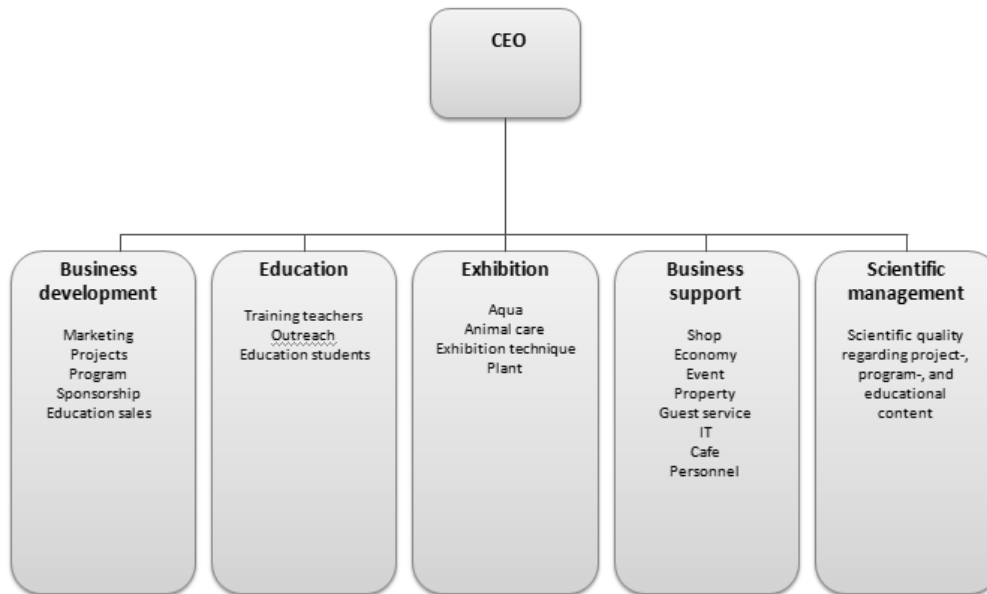 CEO
Business
development
Marketing
Projects
Program
Sponsorship
Education sales
Education
Training teachers
Outreach
Education students
Exhibition
Aqua
Animal care
Exhibition technique
Plant
Business
support
Shop
Economy
Event
Property
Guest service
IT
Cafe
Personnel
Scientific
management
Scientific quality
regarding project-,
program-, and
educational
content